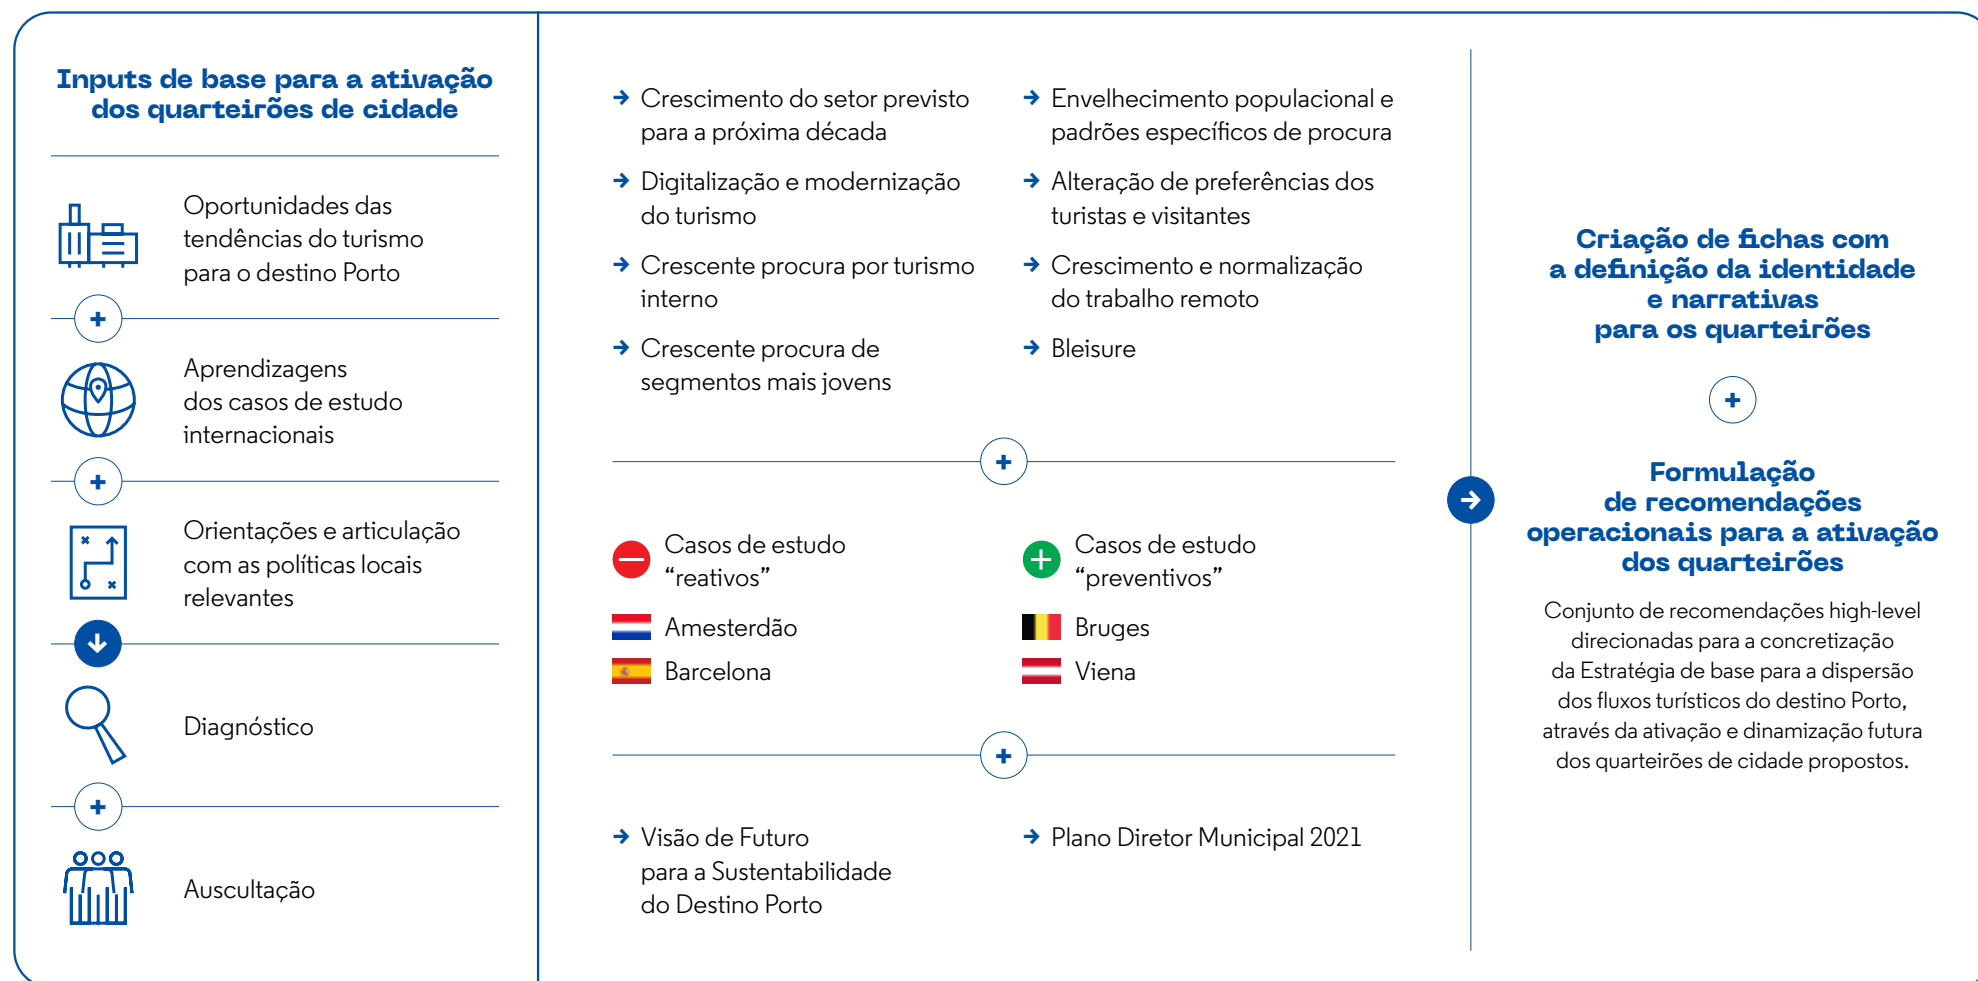 Inputs de base para a ativação
dos quarteirões de cidade
Oportunidades das
tendências do turismo
para o destino Porto
Aprendizagens
dos casos de estudo
internacionais
Orientações e articulação
com as políticas locais
relevantes
Diagnóstico
Auscultação
Crescimento do setor previsto
para a próxima década
Digitalização e modernização
do turismo
Crescente procura por turismo
interno
Crescente procura de
segmentos mais jovens
Envelhecimento populacional e
padrões específicos de procura
Alteração de preferências dos
turistas e visitantes
Crescimento e normalização
do trabalho remoto
Bleisure
Casos de estudo
“reativos”
Amesterdão
Barcelona
Casos de estudo
“preventivos”
Bruges
Viena
Visão de Futuro
para a Sustentabilidade
do Destino Porto
Plano Diretor Municipal 2021
Criação de fichas com
a definição da identidade
e narrativas
para os quarteirões
Formulação
de recomendações
operacionais para a ativação
dos quarteirões
Conjunto de recomendações high-level
direcionadas para a concretização
da Estratégia de base para a dispersão
dos fluxos turísticos do destino Porto,
através da ativação e dinamização futura
dos quarteirões de cidade propostos.